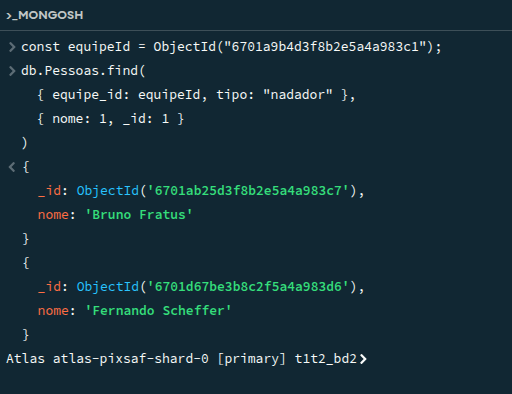 >_MONGOSH
> const equipeId = ObjectId("6701a9b4d3f8b2e5a4a983c1");
> db.Pessoas.find(
{ equipe_id: equipeId, tipo: "nadador" },
{ nome: 1, _id: 1 }
)
< {
_id: ObjectId('6701ab25d3f8b2e5a4a983c7'),
nome: 'Bruno Fratus'
}
{
_id: ObjectId('6701d67be3b8c2f5a4a983d6'),
nome: 'Fernando Scheffer'
}
Atlas atlas-pixsaf-shard-0 [primary] t1t2_bd2>